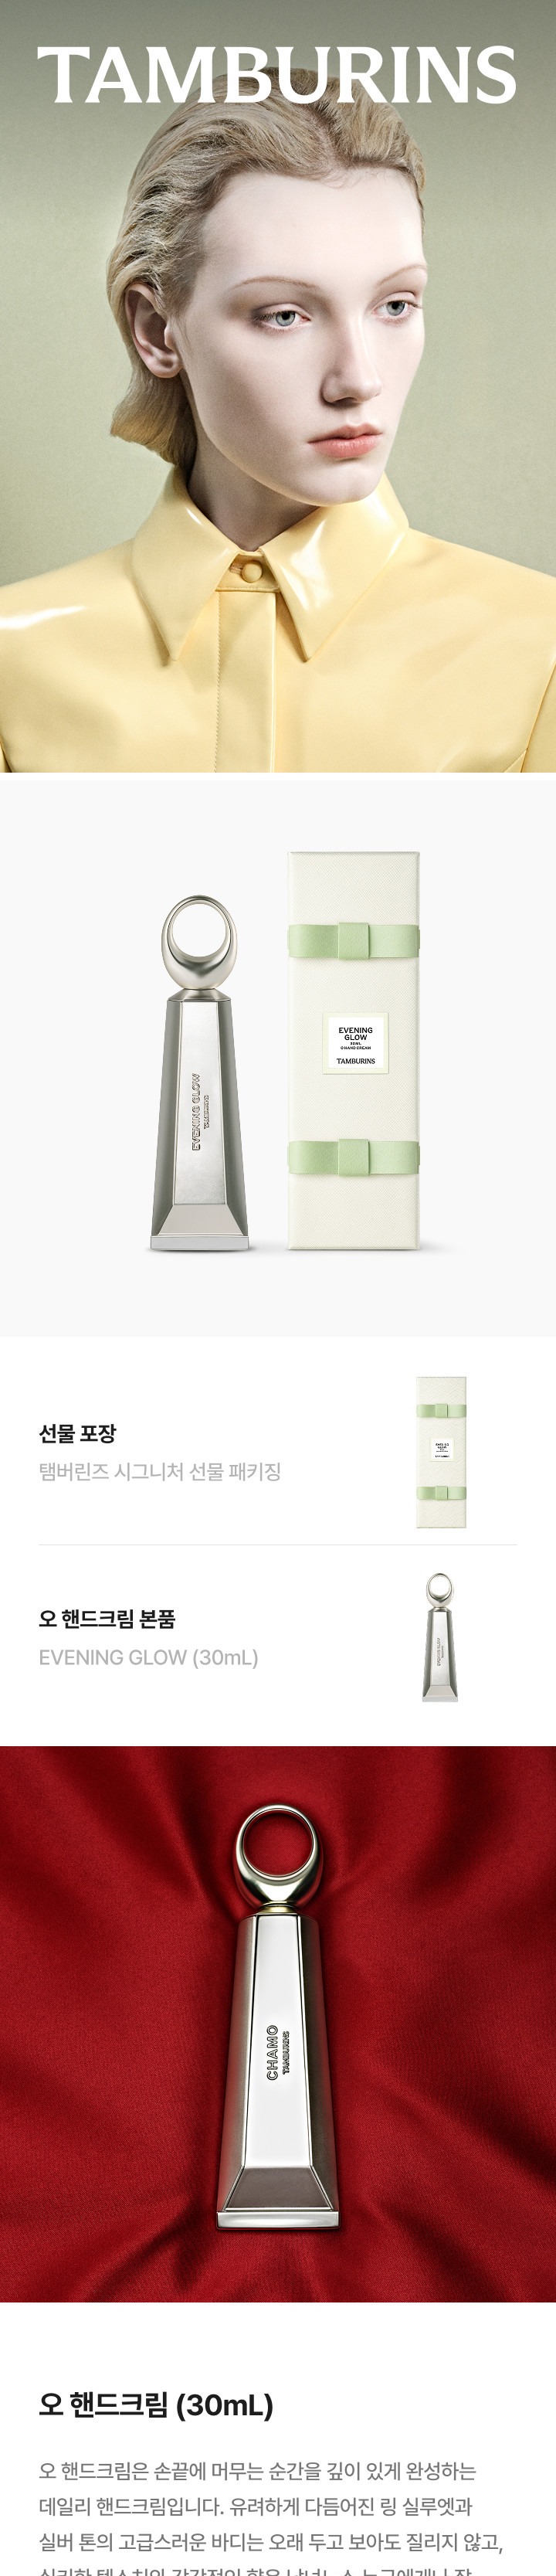 TAMBURINS
EVENING GLOW
TAMBURINS
EVENING
GLOW
30ML
O HAND CREAM
TAMBURINS
선물 포장
탬버린즈 시그니처 선물 패키징
오 핸드크림 본품
EVENING GLOW (30mL)
CHAMO
TAMBURINS
오 핸드크림 (30mL)
오 핸드크림은 손끝에 머무는 순간을 깊이 있게 완성하는
데일리 핸드크림입니다. 유려하게 다듬어진 링 실루엣과
실버 톤의 고급스러운 바디는 오래 두고 보아도 질리지 않고,